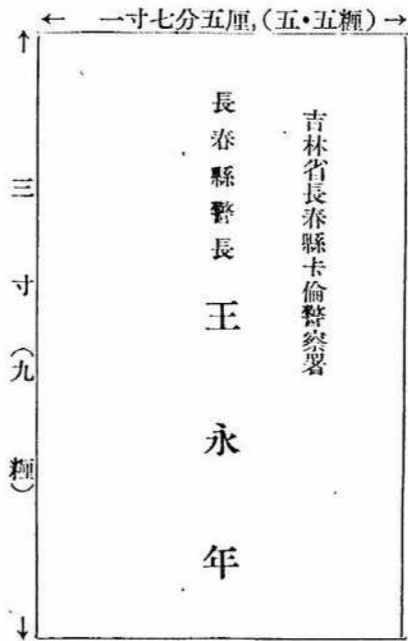 ← 一寸七分五厘,(五•五糎) →
← 三寸(九糎) →
吉林省長春縣卡倫警察署
長春縣警長 王永年